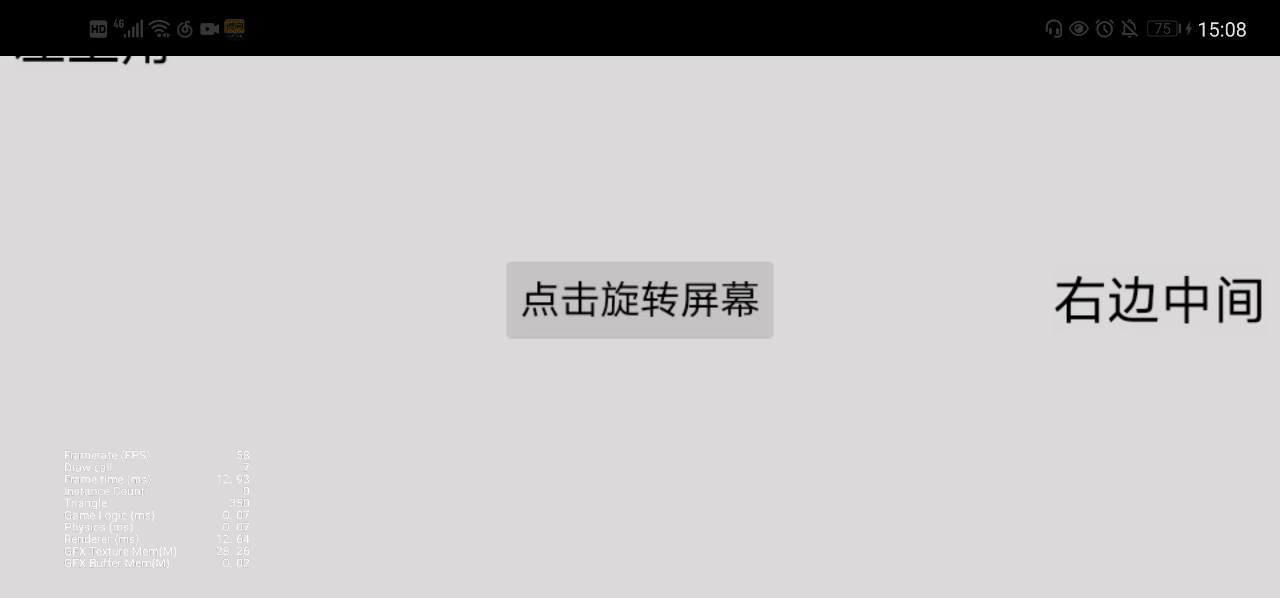 HD 4G 75 15:08
点击旋转屏幕
右边中间
Framerate (FPS) 58
Draw call 7
Frame time (ms) 12.93
Instance Count 0
Triangle 350
Game Logic (ms) 0.07
Physics (ms) 0.07
Renderer (ms) 12.64
GFX Texture Mem(M) 28.26
GFX Buffer Mem(M) 0.02